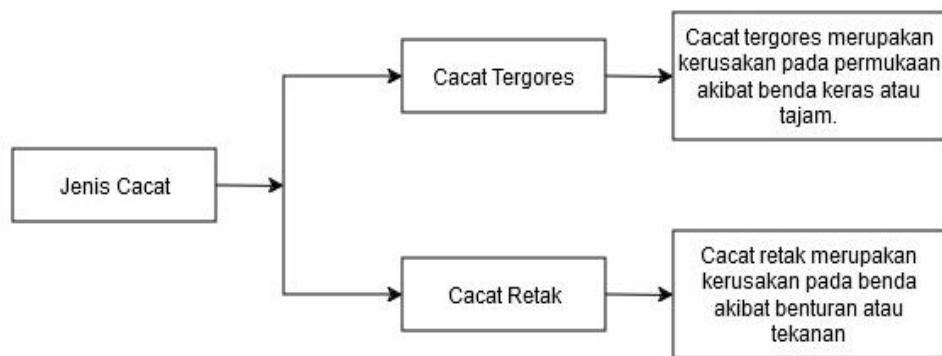 Jenis Cacat
Cacat Tergores
Cacat tergores merupakan
kerusakan pada permukaan
akibat benda keras atau
tajam.
Cacat Retak
Cacat retak merupakan
kerusakan pada benda
akibat benturan atau
tekanan